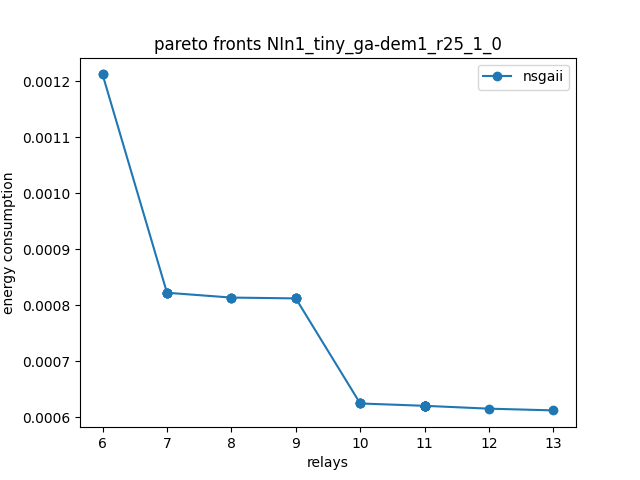 pareto fronts NIn1_tiny_ga-dem1_r25_1_0
nsgaii
energy consumption
0.0012
0.0011
0.0010
0.0009
0.0008
0.0007
0.0006
6 7 8 9 10 11 12 13
relays